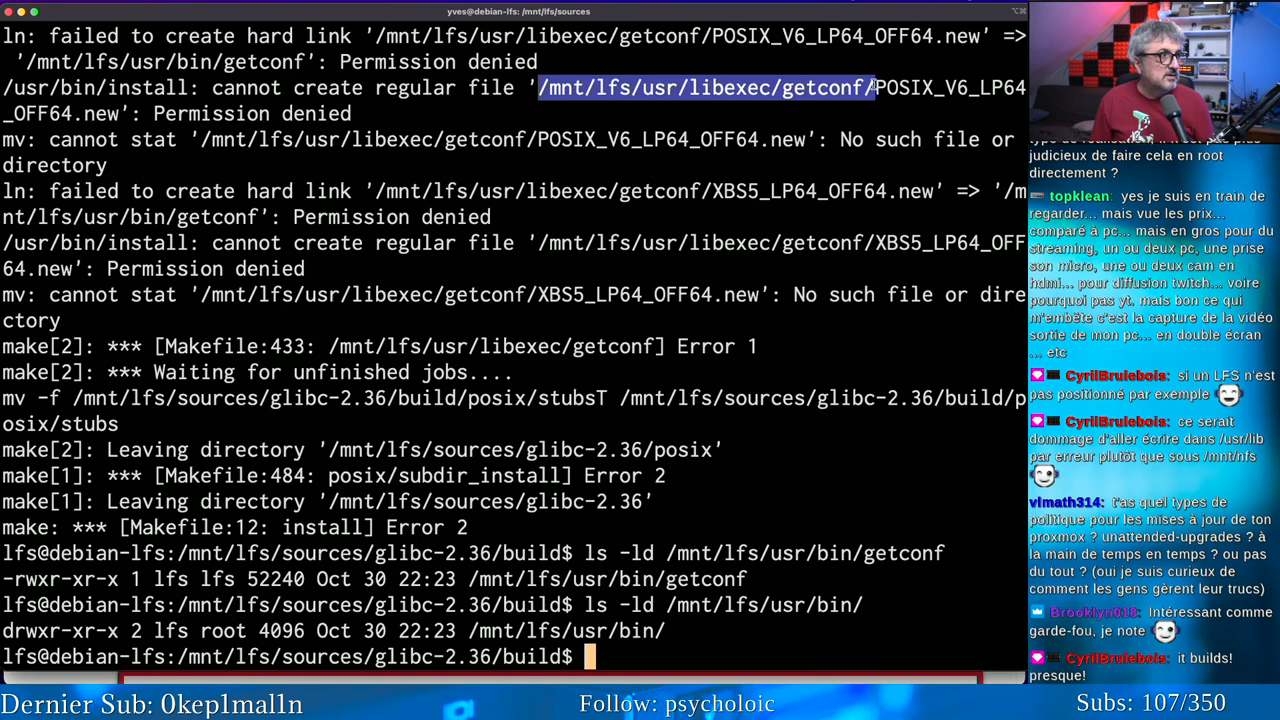 yves@debian-lfs: /mnt/lfs/sources
ln: failed to create hard link '/mnt/lfs/usr/libexec/getconf/POSIX_V6_LP64_OFF64.new' =>
'/mnt/lfs/usr/bin/getconf': Permission denied
/usr/bin/install: cannot create regular file '/mnt/lfs/usr/libexec/getconf/POSIX_V6_LP64
_OFF64.new': Permission denied
mv: cannot stat '/mnt/lfs/usr/libexec/getconf/POSIX_V6_LP64_OFF64.new': No such file or
directory
ln: failed to create hard link '/mnt/lfs/usr/libexec/getconf/XBS5_LP64_OFF64.new' => '/m
nt/lfs/usr/bin/getconf': Permission denied
/usr/bin/install: cannot create regular file '/mnt/lfs/usr/libexec/getconf/XBS5_LP64_OFF
64.new': Permission denied
mv: cannot stat '/mnt/lfs/usr/libexec/getconf/XBS5_LP64_OFF64.new': No such file or dire
ctory
make[2]: *** [Makefile:433: /mnt/lfs/usr/libexec/getconf] Error 1
make[2]: *** Waiting for unfinished jobs....
mv -f /mnt/lfs/sources/glibc-2.36/build/posix/stubsT /mnt/lfs/sources/glibc-2.36/build/p
osix/stubs
make[2]: Leaving directory '/mnt/lfs/sources/glibc-2.36/posix'
make[1]: *** [Makefile:484: posix/subdir_install] Error 2
make[1]: Leaving directory '/mnt/lfs/sources/glibc-2.36'
make: *** [Makefile:12: install] Error 2
lfs@debian-lfs:/mnt/lfs/sources/glibc-2.36/build$ ls -ld /mnt/lfs/usr/bin/getconf
-rwxr-xr-x 1 lfs lfs 52240 Oct 30 22:23 /mnt/lfs/usr/bin/getconf
lfs@debian-lfs:/mnt/lfs/sources/glibc-2.36/build$ ls -ld /mnt/lfs/usr/bin/
drwxr-xr-x 2 lfs root 4096 Oct 30 22:23 /mnt/lfs/usr/bin/
lfs@debian-lfs:/mnt/lfs/sources/glibc-2.36/build$
judicieux de faire cela en root
directement ?
topklean: yes je suis en train de
regarder... mais vue les prix...
comparé à pc... mais en gros pour du
streaming, un ou deux pc, une prise
son micro, une ou deux cam en
hdmi... pour diffusion twitch... voire
pourquoi pas yt. mais bon ce qui
m'embête c'est la capture de la vidéo
sortie de mon pc... en double écran
... etc
CyrilBrulebois: si un LFS n'est
pas positionné par exemple
CyrilBrulebois: ce serait
dommage d'aller écrire dans /usr/lib
par erreur plutôt que sous /mnt/nfs
vlmath314: t'as quel types de
politique pour les mises à jour de ton
proxmox ? unattended-upgrades ? à
la main de temps en temps ? ou pas
du tout ? (oui je suis curieux de
comment les gens gèrent leur trucs)
Brooklyn618: Intéressant comme
garde-fou, je note
CyrilBrulebois: it builds!
presque!
Dernier Sub: 0kep1mal1n
Follow: psycholoic
Subs: 107/350